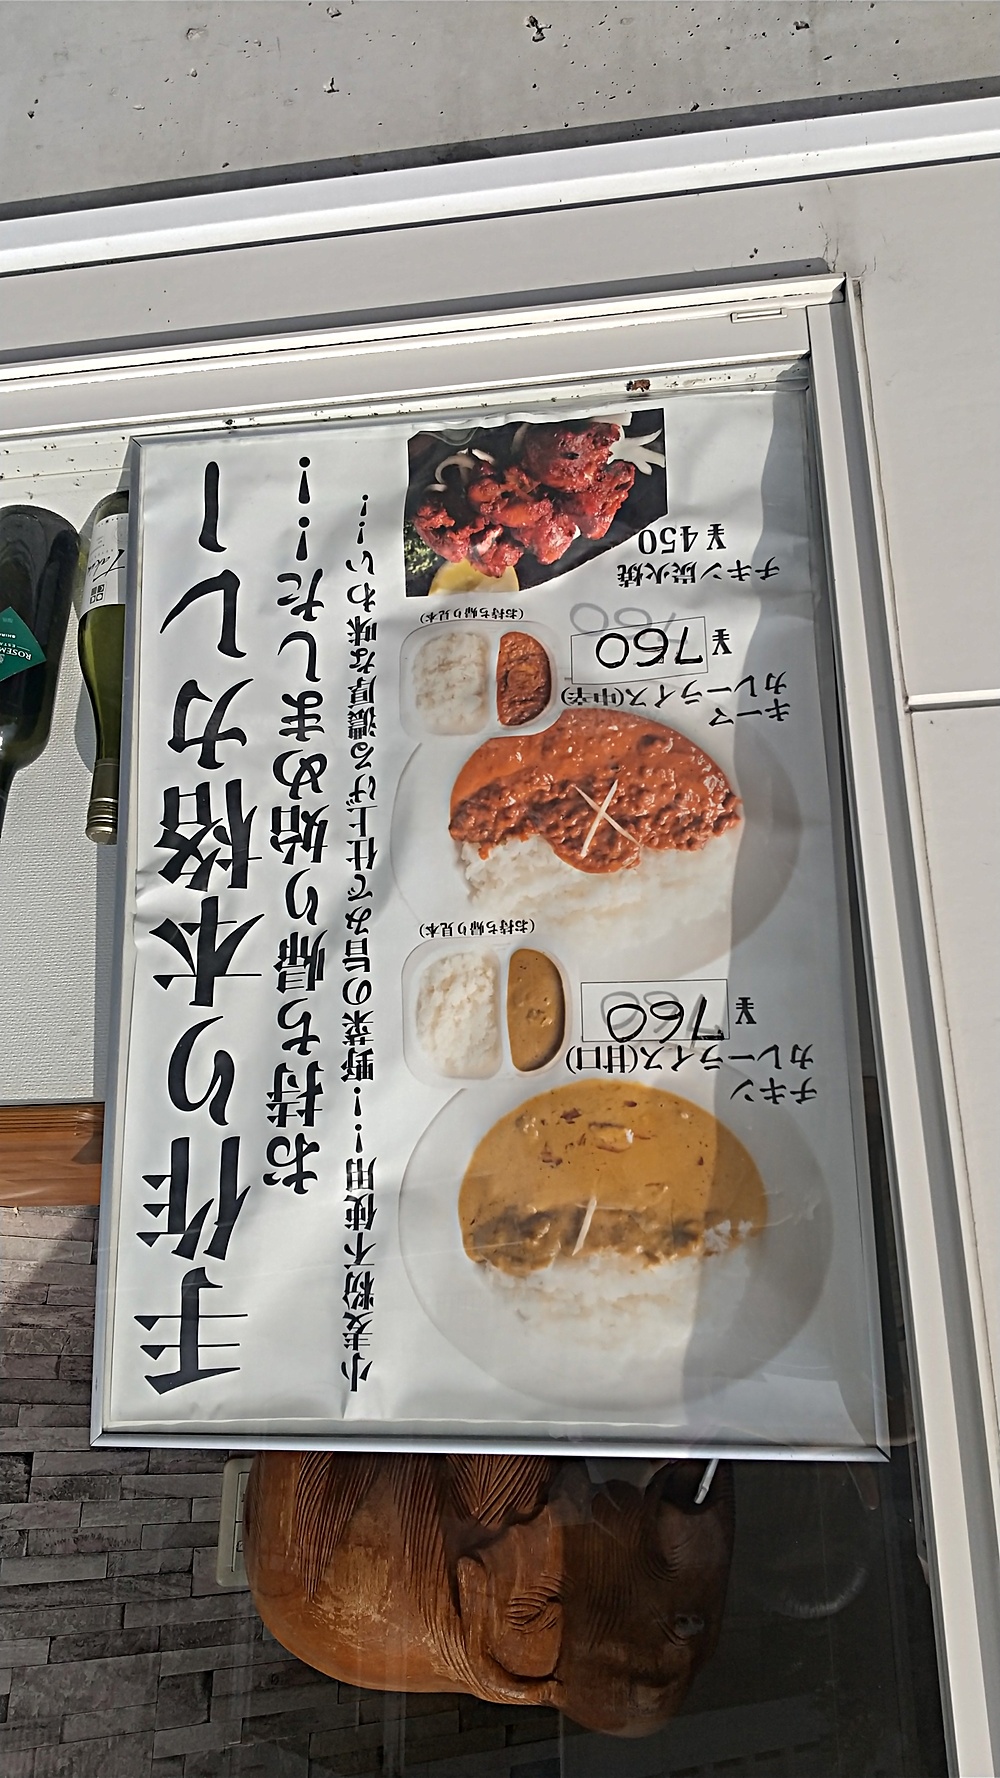 手作り本格カレー
お持ち帰り始めました!!
小麦粉不使用!野菜の旨みで仕上げる濃厚な味わい!!
チキン
カレーライス(甘口)
¥760
(お持ち帰り見本)
キーマ
カレーライス(中辛)
¥760
(お持ち帰り見本)
チキン炭火焼
¥450